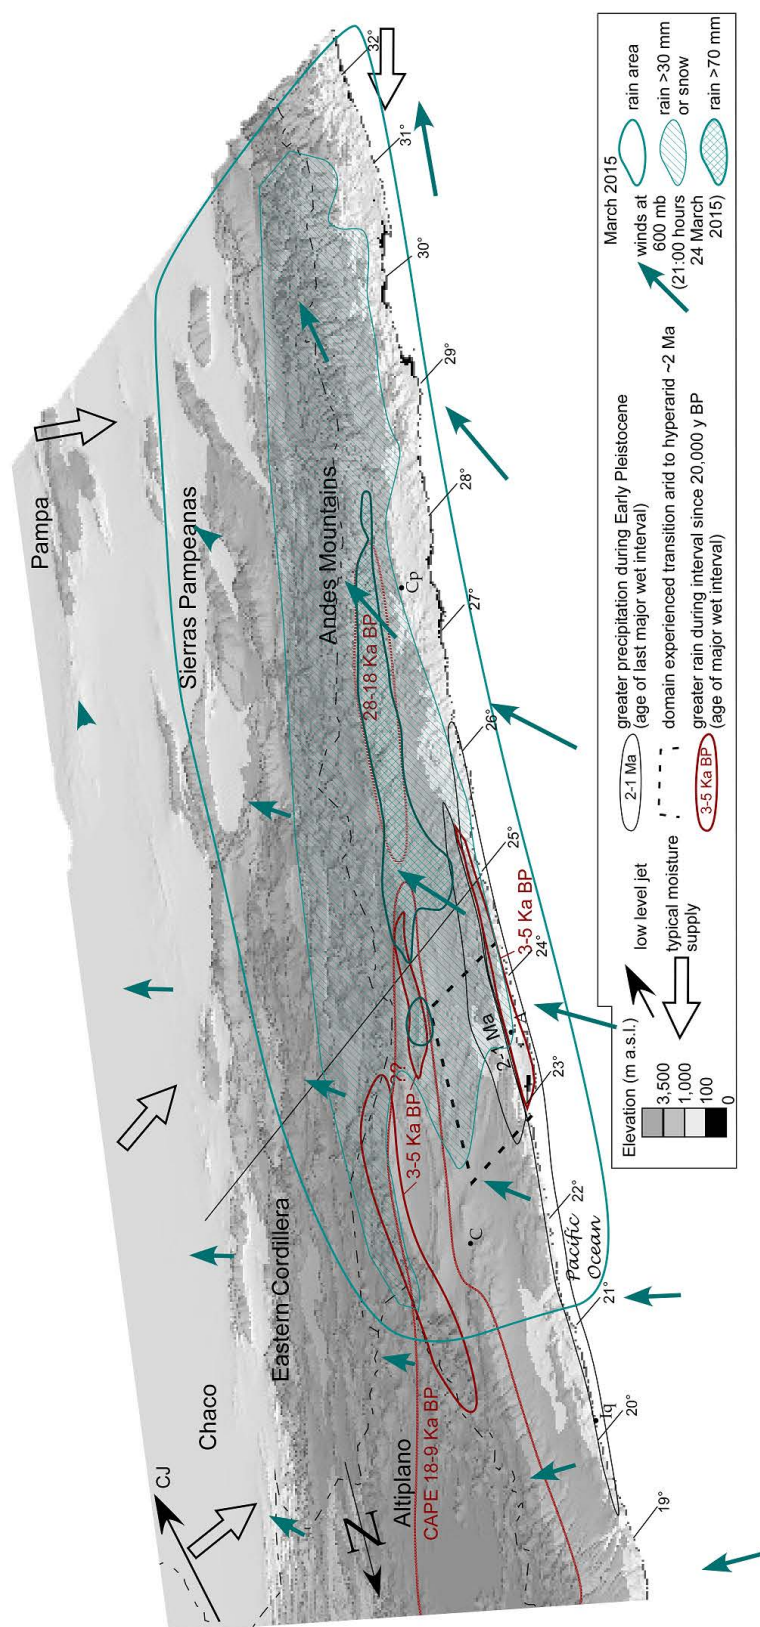 CJ
Chaco
Eastern Cordillera
Altiplano
CAPE 18-9 Ka BP
N
Pampa
Sierras Pampeanas
Andes Mountains
28-18 Ka BP
3-5 Ka BP
??
2-1 Ma
3-5 Ka BP
C
Cp
A
Iq
Pacific
Ocean
19°
20°
21°
22°
23°
24°
25°
26°
27°
28°
29°
30°
31°
32°
Elevation (m a.s.l.)
3,500
1,000
100
0
low level jet
typical moisture
supply
2-1 Ma
greater precipitation during Early Pleistocene
(age of last major wet interval)
domain experienced transition arid to hyperarid ~2 Ma
3-5 Ka BP
greater rain during interval since 20,000 y BP
(age of major wet interval)
March 2015
winds at
600 mb
(21:00 hours
24 March
2015)
rain area
rain >30 mm
or snow
rain >70 mm